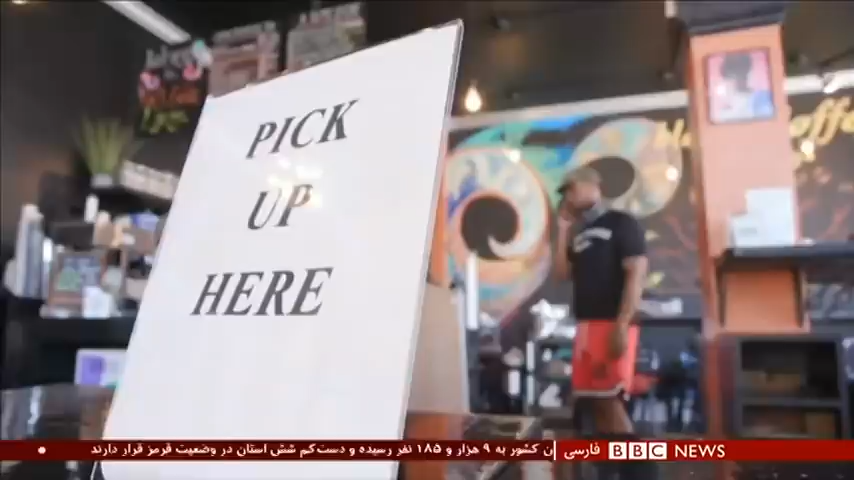 PICK
UP
HERE
ن کشور به ۹ هزار و ۱۸۵ نفر رسیده و دست‌کم شش استان در وضعیت قرمز قرار دارند
فارسی BBC NEWS